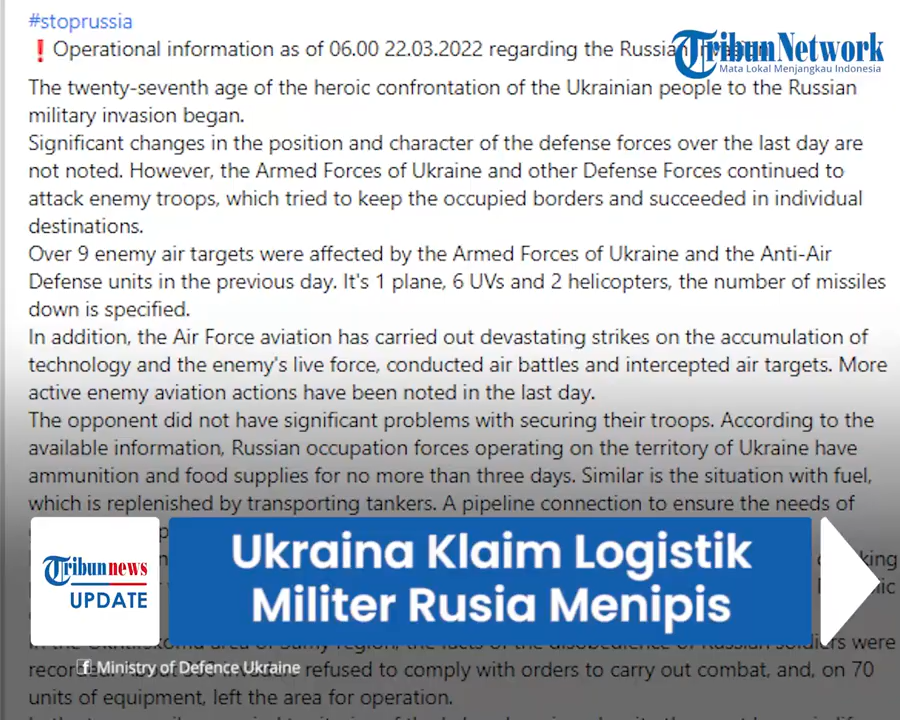 #stoprussia
❗Operational information as of 06.00 22.03.2022 regarding the Russian
Tribun Network
Mata Lokal Menjangkau Indonesia
The twenty-seventh age of the heroic confrontation of the Ukrainian people to the Russian
military invasion began.
Significant changes in the position and character of the defense forces over the last day are
not noted. However, the Armed Forces of Ukraine and other Defense Forces continued to
attack enemy troops, which tried to keep the occupied borders and succeeded in individual
destinations.
Over 9 enemy air targets were affected by the Armed Forces of Ukraine and the Anti-Air
Defense units in the previous day. It's 1 plane, 6 UVs and 2 helicopters, the number of missiles
down is specified.
In addition, the Air Force aviation has carried out devastating strikes on the accumulation of
technology and the enemy's live force, conducted air battles and intercepted air targets. More
active enemy aviation actions have been noted in the last day.
The opponent did not have significant problems with securing their troops. According to the
available information, Russian occupation forces operating on the territory of Ukraine have
ammunition and food supplies for no more than three days. Similar is the situation with fuel,
which is replenished by transporting tankers. A pipeline connection to ensure the needs of
Tribunnews
UPDATE
Ukraina Klaim Logistik
Militer Rusia Menipis
were
Ministry of Defence Ukraine
refused to comply with orders to carry out combat, and, on 70
units of equipment, left the area for operation.